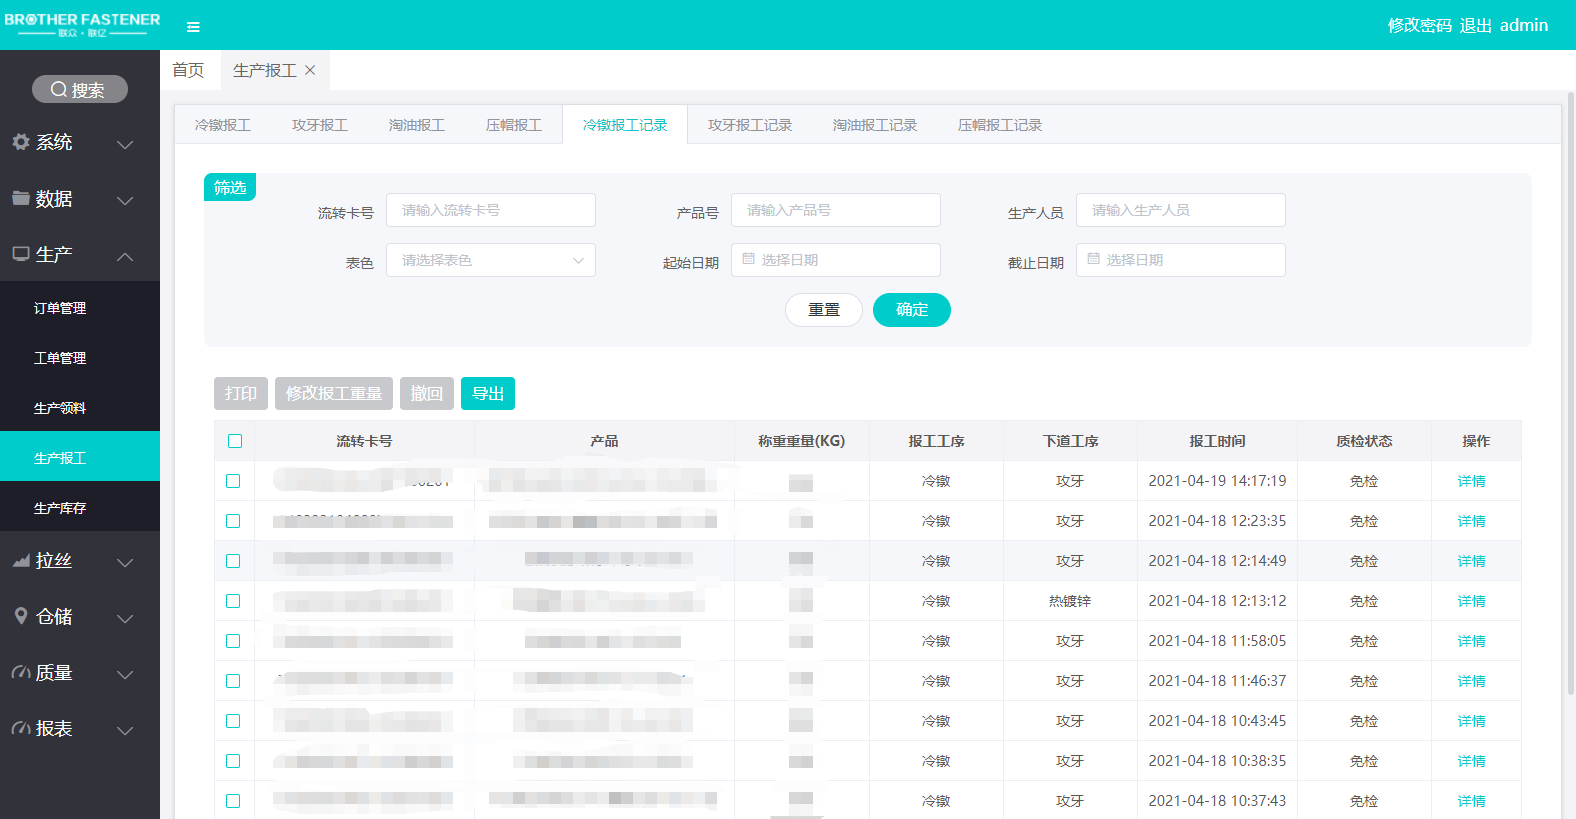 BROTHER FASTENER
联众·联亿
修改密码 退出 admin
搜索
系统
数据
生产
订单管理
工单管理
生产领料
生产报工
生产库存
拉丝
仓储
质量
报表
首页 生产报工
冷镦报工 攻牙报工 淘油报工 压帽报工 冷镦报工记录 攻牙报工记录 淘油报工记录 压帽报工记录
筛选
流转卡号 请输入流转卡号 产品号 请输入产品号 生产人员 请输入生产人员
表色 请选择表色 起始日期 选择日期 截止日期 选择日期
重置 确定
打印 修改报工重量 撤回 导出
流转卡号 产品 称重重量(KG) 报工工序 下道工序 报工时间 质检状态 操作
冷镦 攻牙 2021-04-19 14:17:19 免检 详情
冷镦 攻牙 2021-04-18 12:23:35 免检 详情
冷镦 攻牙 2021-04-18 12:14:49 免检 详情
冷镦 热镀锌 2021-04-18 12:13:12 免检 详情
冷镦 攻牙 2021-04-18 11:58:05 免检 详情
冷镦 攻牙 2021-04-18 11:46:37 免检 详情
冷镦 攻牙 2021-04-18 10:43:45 免检 详情
冷镦 攻牙 2021-04-18 10:38:35 免检 详情
冷镦 攻牙 2021-04-18 10:37:43 免检 详情